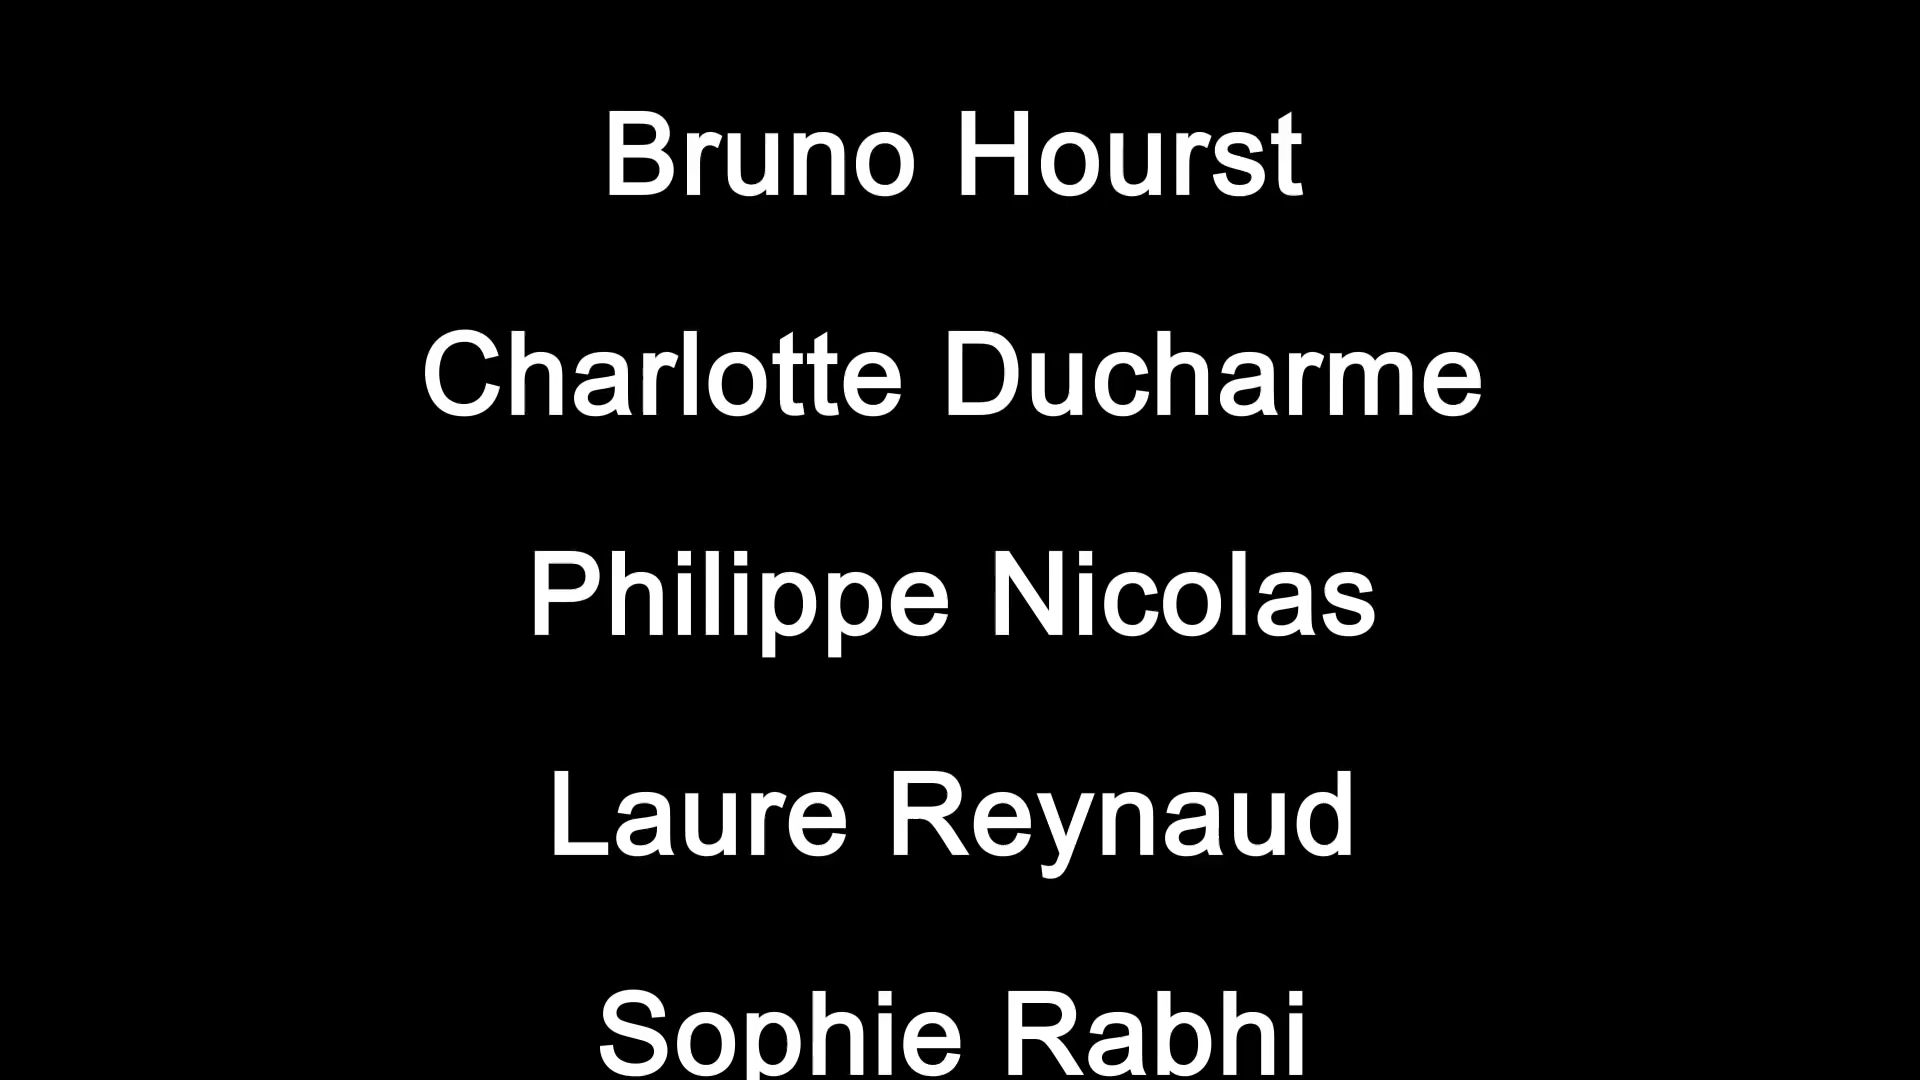 Bruno Hourst
Charlotte Ducharme
Philippe Nicolas
Laure Reynaud
Sophie Rabhi